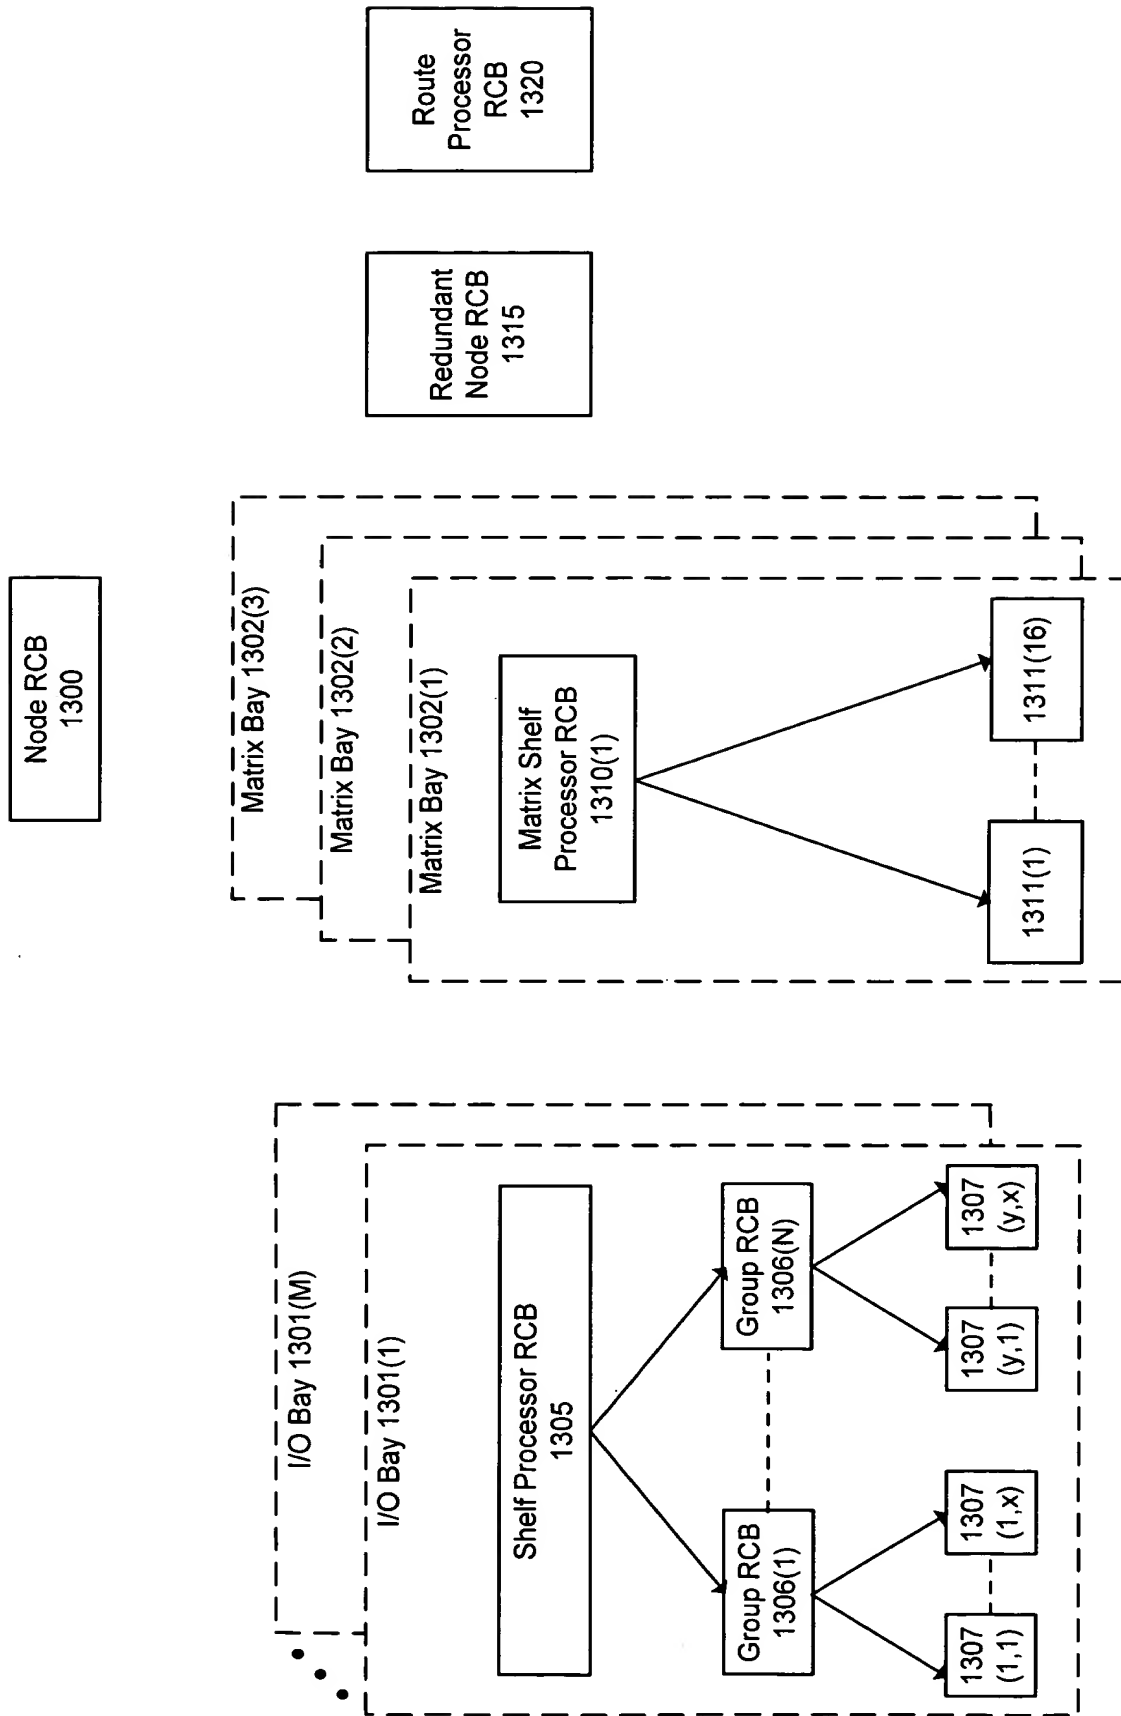 Node RCB
1300
I/O Bay 1301(M)
I/O Bay 1301(1)
Shelf Processor RCB
1305
Group RCB
1306(1)
Group RCB
1306(N)
1307
(1,1)
1307
(1,x)
1307
(y,1)
1307
(y,x)
Matrix Bay 1302(3)
Matrix Bay 1302(2)
Matrix Bay 1302(1)
Matrix Shelf
Processor RCB
1310(1)
1311(1)
1311(16)
Redundant
Node RCB
1315
Route
Processor
RCB
1320